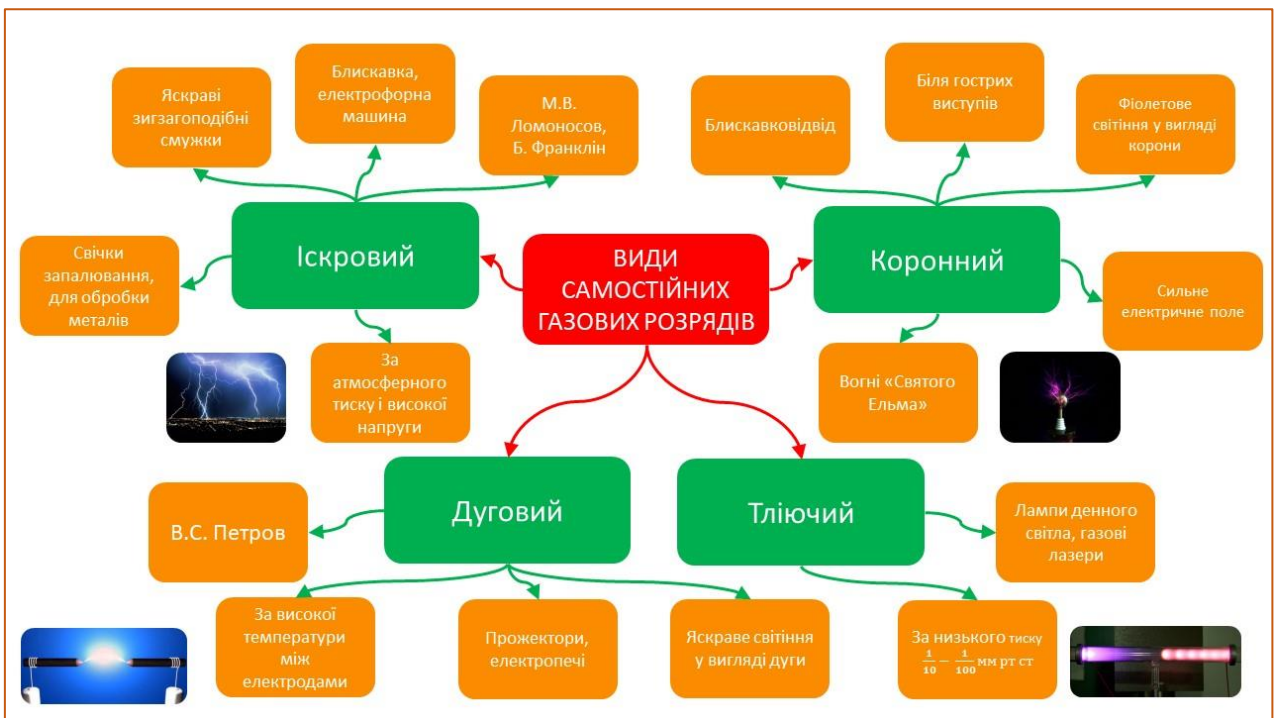 Яскраві
зигзагоподібні
смужки
Блискавка,
електрофорна
машина
М.В.
Ломоносов,
Б. Франклін
Блискавковідвід
Біля гострих
виступів
Фіолетове
світіння у вигляді
корони
Свічки
запалювання,
для обробки
металів
Іскровий
ВИДИ
САМОСТІЙНИХ
ГАЗОВИХ РОЗРЯДІВ
Коронний
Сильне
електричне поле
За
атмосферного
тиску і високої
напруги
Вогні «Святого
Ельма»
В.С. Петров
Дуговий
Тліючий
Лампи денного
світла, газові
лазери
За високої
температури
між
електродами
Прожектори,
електропечі
Яскраве світіння
у вигляді дуги
За низького тиску
1/10 − 1/100 мм рт ст